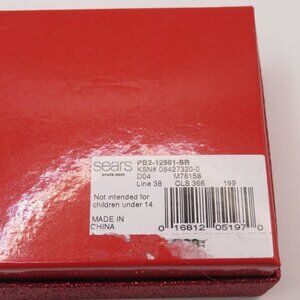 sears
PB2-12501-SR
KSN# 08427320-0
D04 M78158
Line 38 CLS 366 199
Not intended for
children under 14
MADE IN
CHINA
0 16812 05197 0